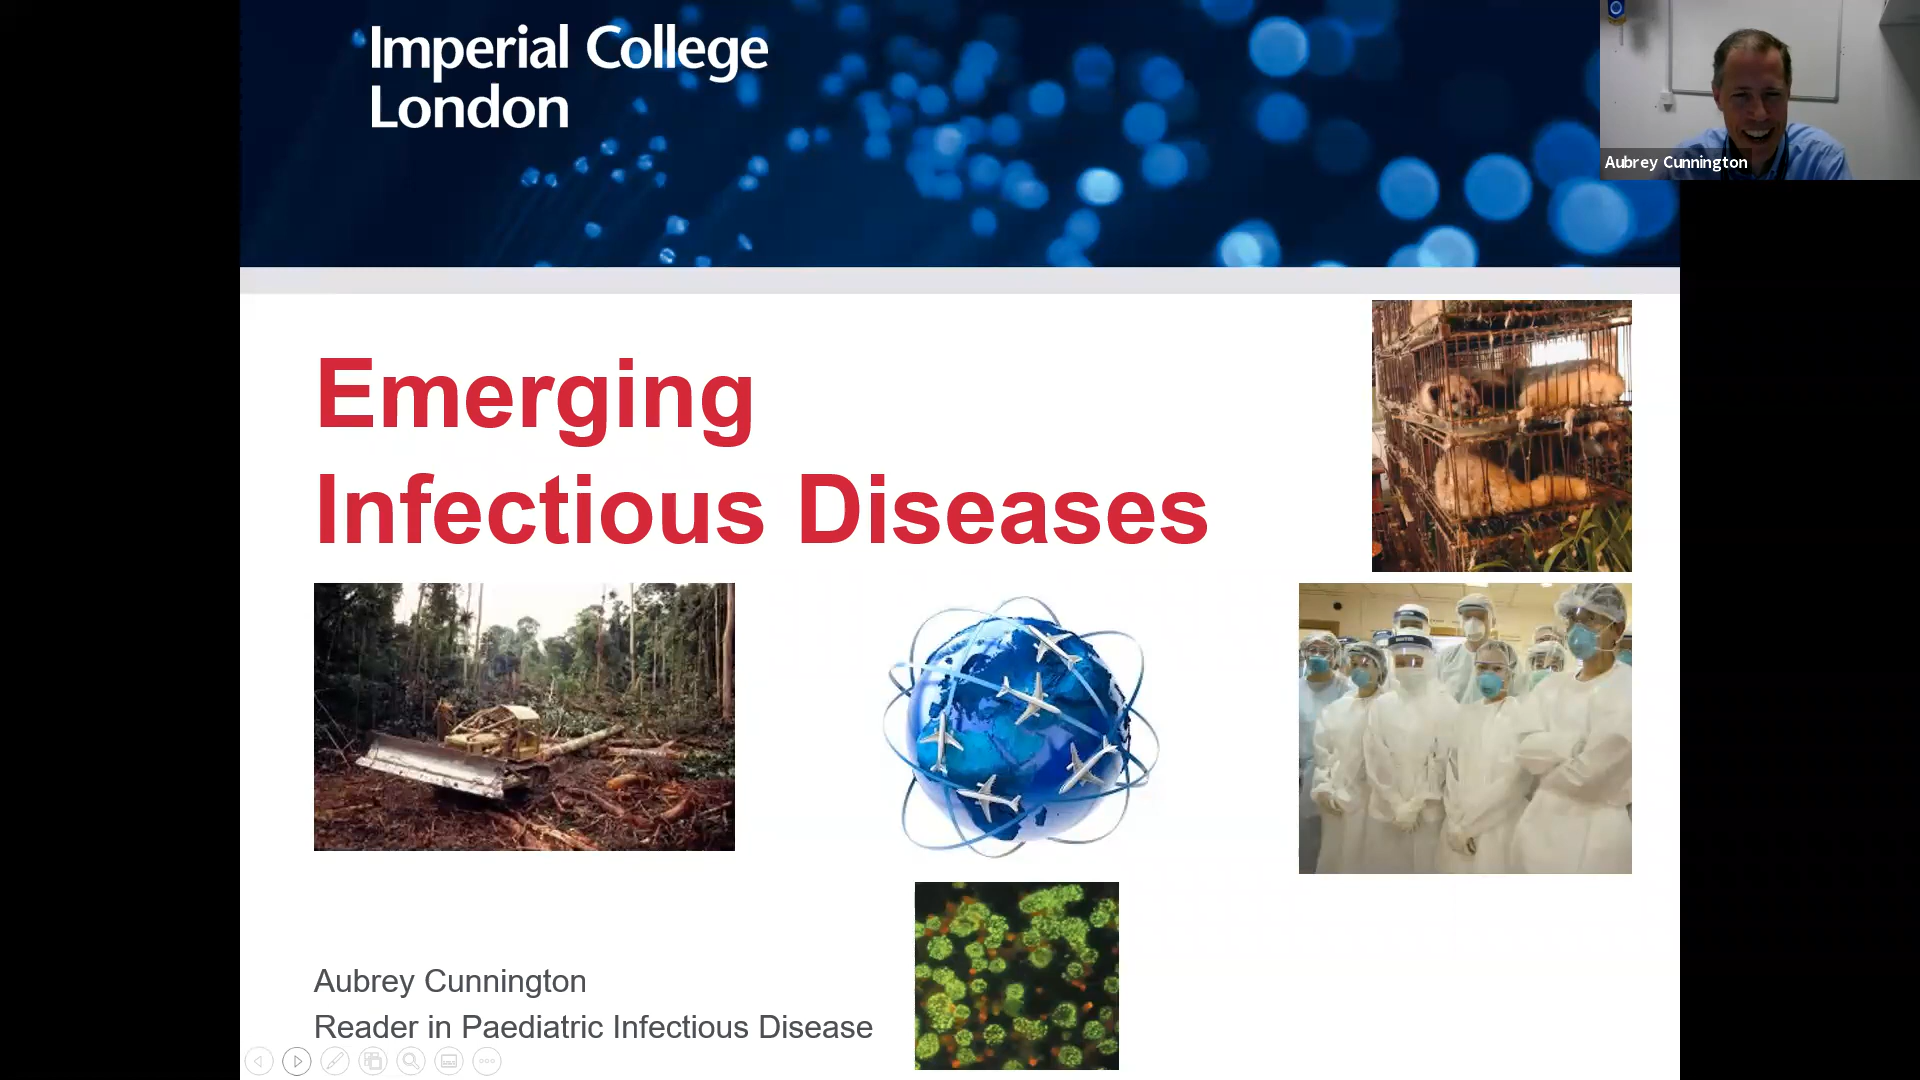 Imperial College
London
Aubrey Cunnington
Emerging
Infectious Diseases
Aubrey Cunnington
Reader in Paediatric Infectious Disease